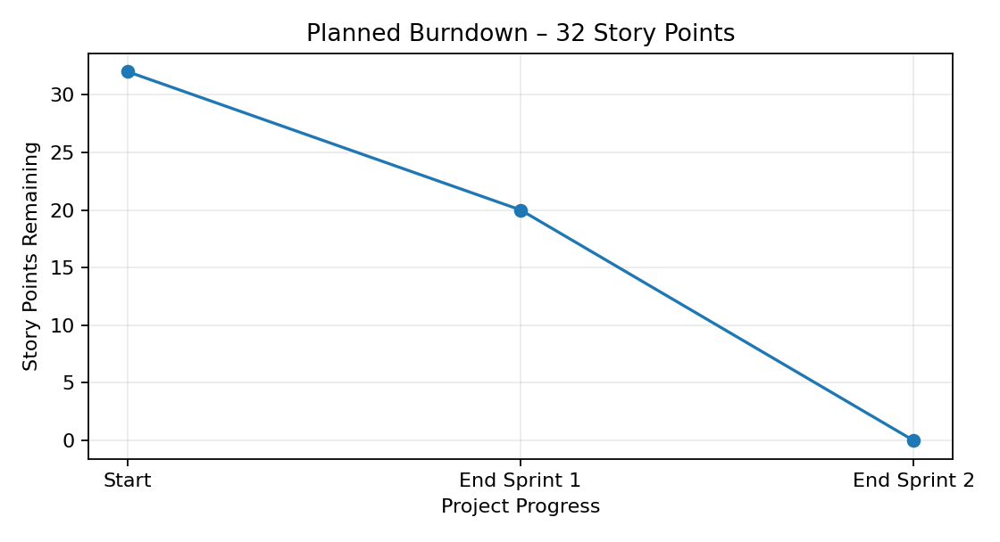 Planned Burndown – 32 Story Points
Story Points Remaining
30
25
20
15
10
5
0
Start
End Sprint 1
End Sprint 2
Project Progress